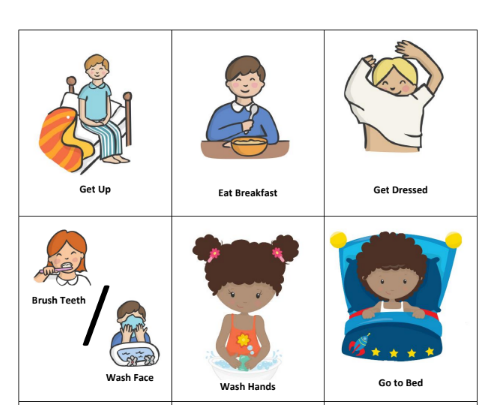 Get Up
Eat Breakfast
Get Dressed
Brush Teeth
Wash Face
Wash Hands
Go to Bed